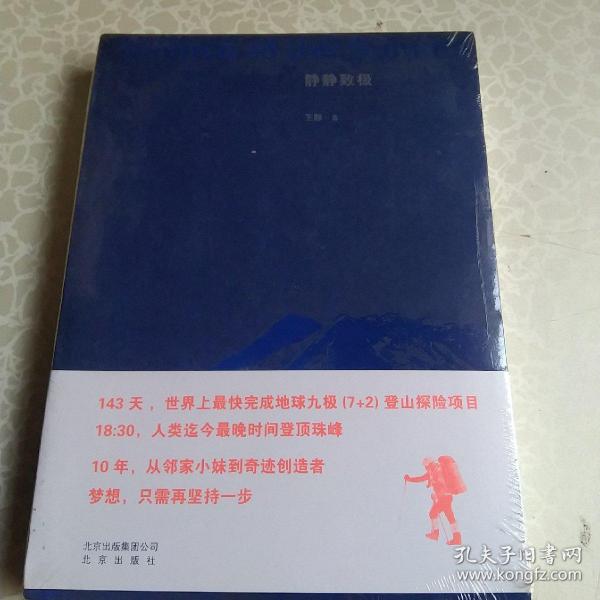 静静致极
王静 著
143 天，世界上最快完成地球九极 (7+2) 登山探险项目
18:30，人类迄今最晚时间登顶珠峰
10 年，从邻家小妹到奇迹创造者
梦想，只需再坚持一步
北京出版集团公司
北京出版社
孔夫子旧书网
www.kongfz.com